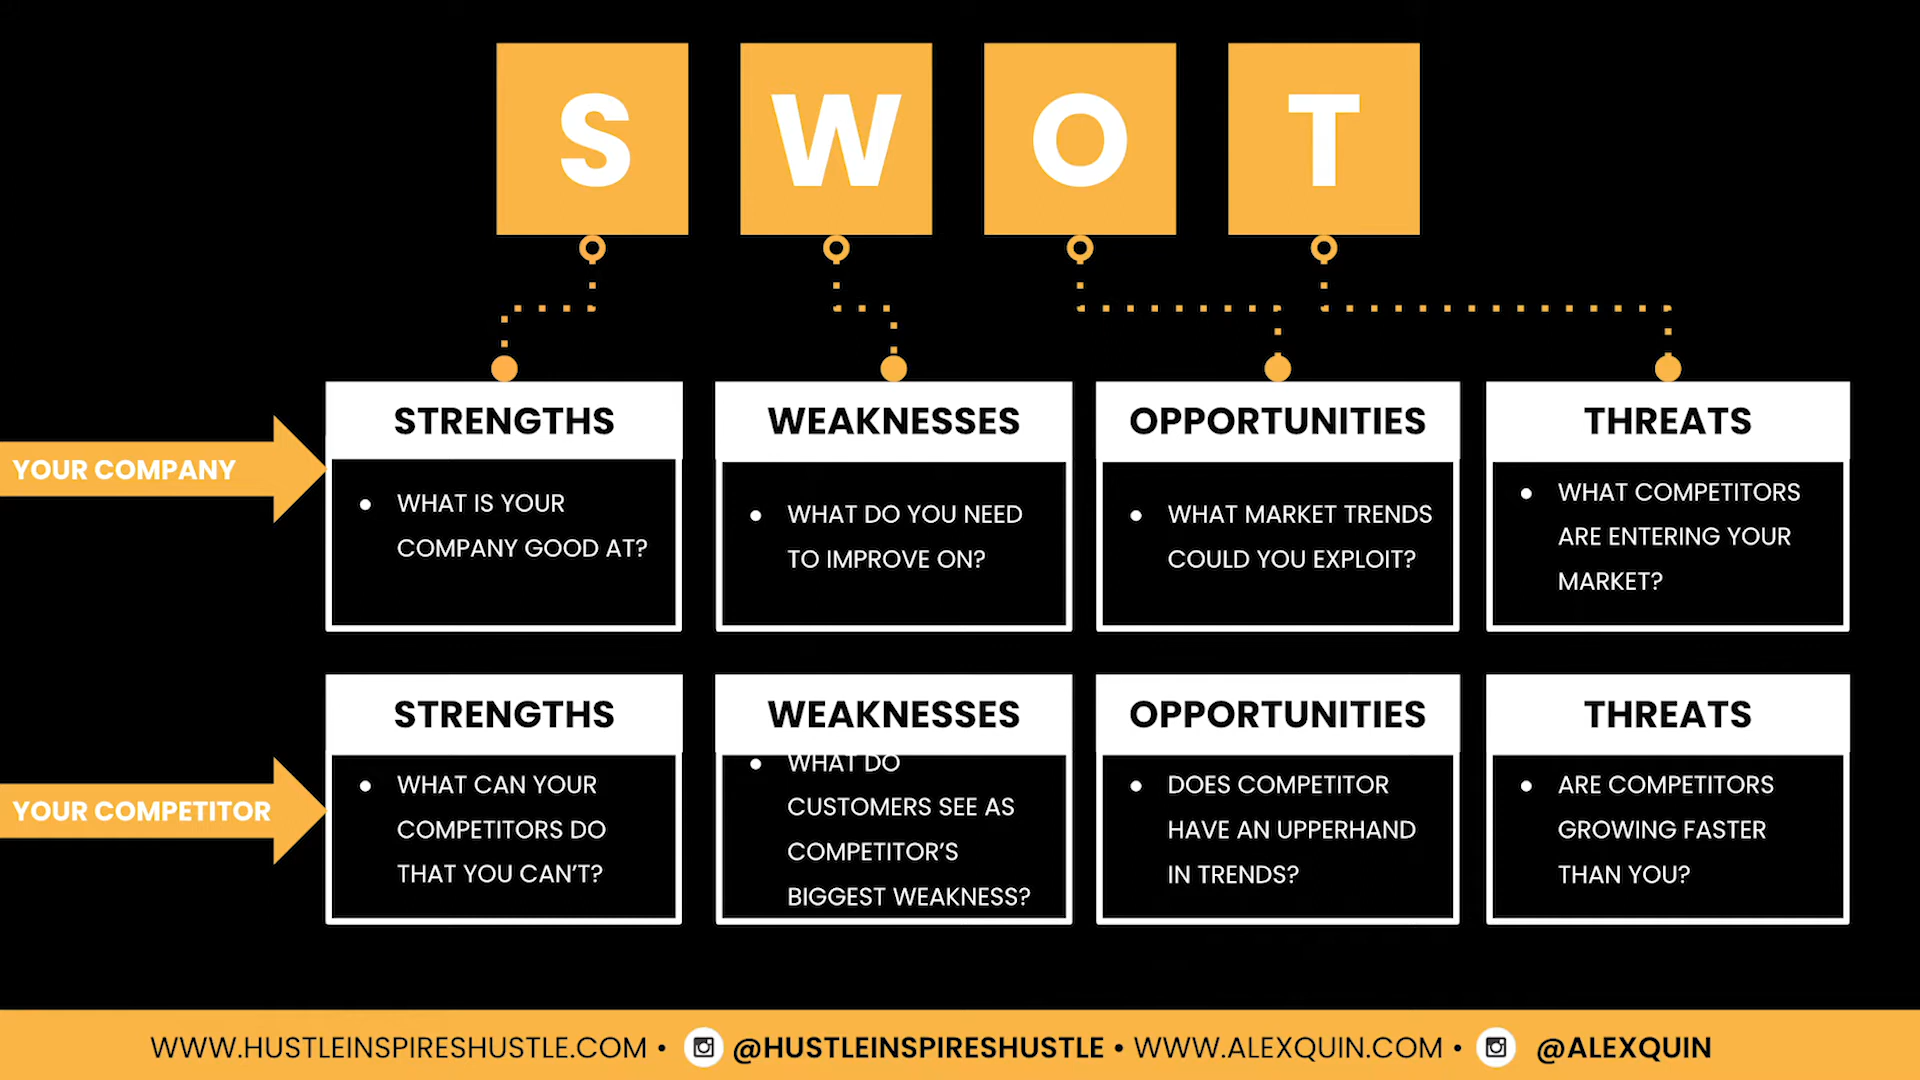 S W O T
STRENGTHS
WEAKNESSES
OPPORTUNITIES
THREATS
YOUR COMPANY
• WHAT IS YOUR
COMPANY GOOD AT?
• WHAT DO YOU NEED
TO IMPROVE ON?
• WHAT MARKET TRENDS
COULD YOU EXPLOIT?
• WHAT COMPETITORS
ARE ENTERING YOUR
MARKET?
STRENGTHS
WEAKNESSES
OPPORTUNITIES
THREATS
YOUR COMPETITOR
• WHAT CAN YOUR
COMPETITORS DO
THAT YOU CAN’T?
• WHAT DO
CUSTOMERS SEE AS
COMPETITOR’S
BIGGEST WEAKNESS?
• DOES COMPETITOR
HAVE AN UPPERHAND
IN TRENDS?
• ARE COMPETITORS
GROWING FASTER
THAN YOU?
WWW.HUSTLEINSPIRESHUSTLE.COM • @HUSTLEINSPIRESHUSTLE • WWW.ALEXQUIN.COM • @ALEXQUIN